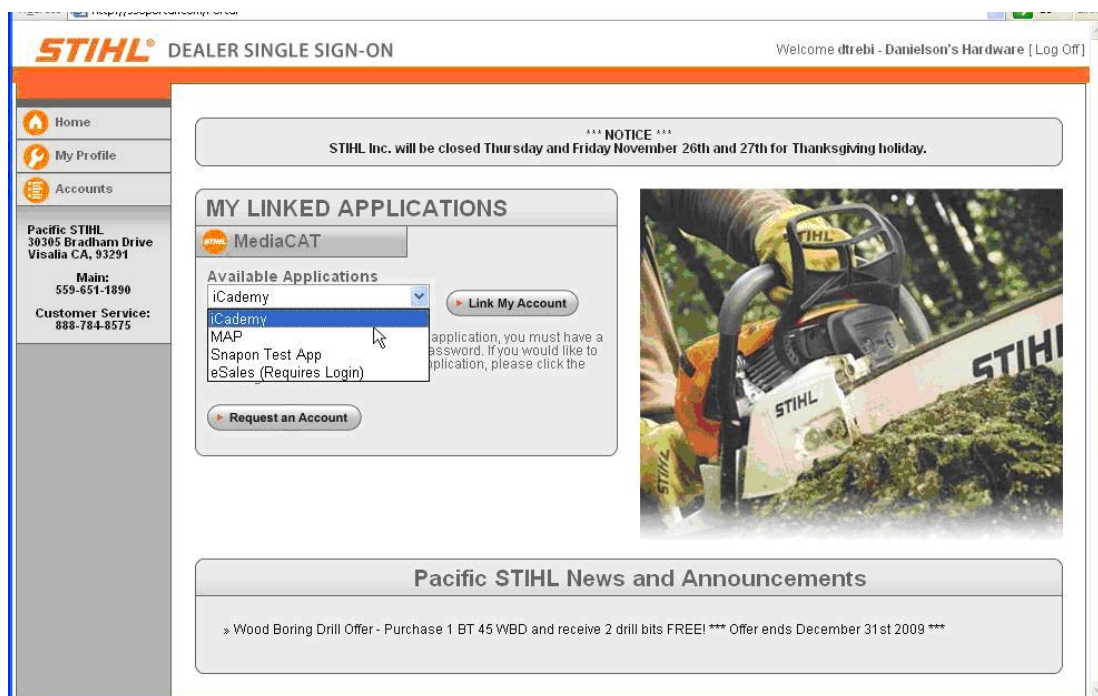 STIHL® DEALER SINGLE SIGN-ON
Welcome dtrebi - Danielson's Hardware [ Log Off ]
Home
My Profile
Accounts
Pacific STIHL
30305 Bradham Drive
Visalia CA, 93291
Main:
559-651-1890
Customer Service:
888-784-8575
*** NOTICE ***
STIHL Inc. will be closed Thursday and Friday November 26th and 27th for Thanksgiving holiday.
MY LINKED APPLICATIONS
STIHL MediaCAT
Available Applications
iCademy
Link My Account
iCademy
MAP
Snapon Test App
eSales (Requires Login)
application, you must have a
assword. If you would like to
plication, please click the
Request an Account
STIHL
STIHL
STIHL
STIHL
Pacific STIHL News and Announcements
» Wood Boring Drill Offer - Purchase 1 BT 45 WBD and receive 2 drill bits FREE! *** Offer ends December 31st 2009 ***